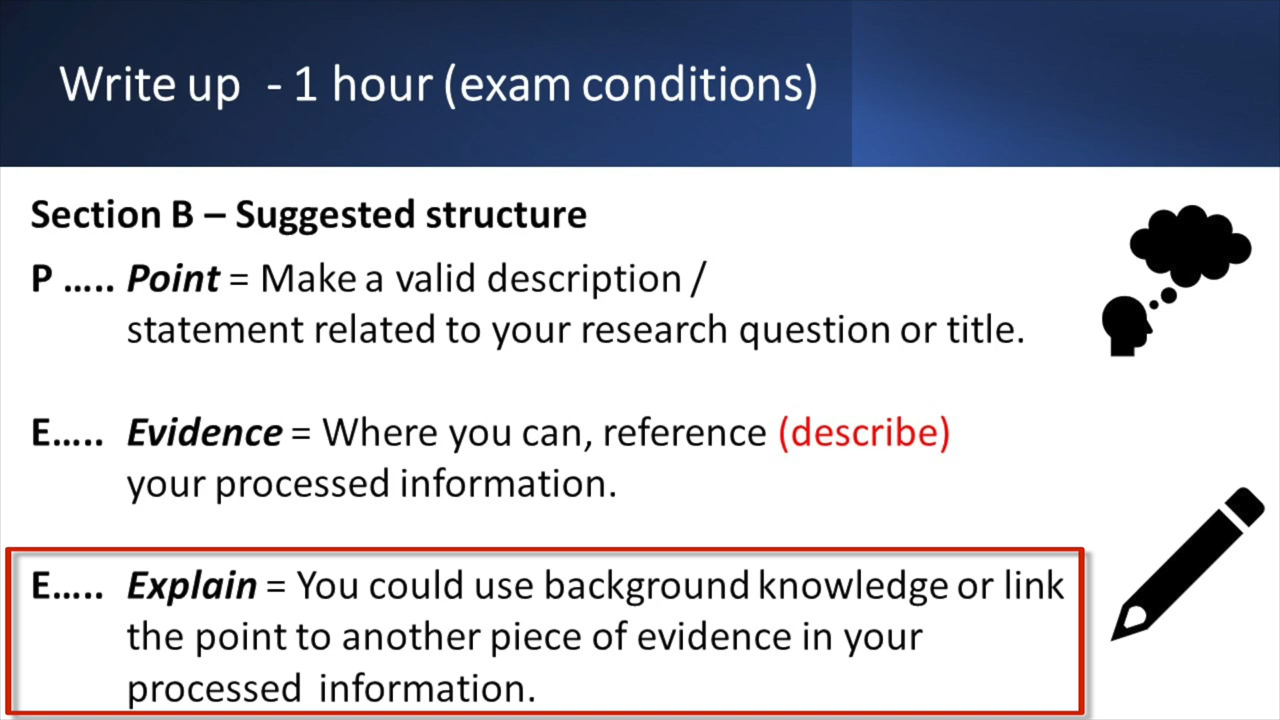 Write up - 1 hour (exam conditions)
Section B – Suggested structure
P ..... Point = Make a valid description /
statement related to your research question or title.
E..... Evidence = Where you can, reference (describe)
your processed information.
E..... Explain = You could use background knowledge or link
the point to another piece of evidence in your
processed information.